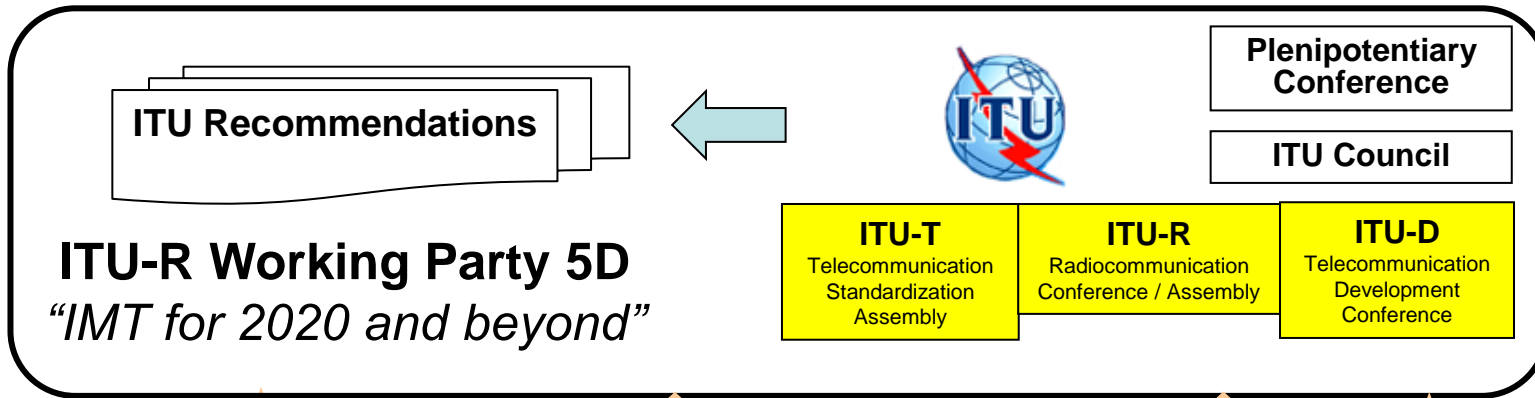 ITU Recommendations
ITU
Plenipotentiary
Conference
ITU Council
ITU-R Working Party 5D
“IMT for 2020 and beyond”
ITU-T
Telecommunication
Standardization
Assembly
ITU-R
Radiocommunication
Conference / Assembly
ITU-D
Telecommunication
Development
Conference